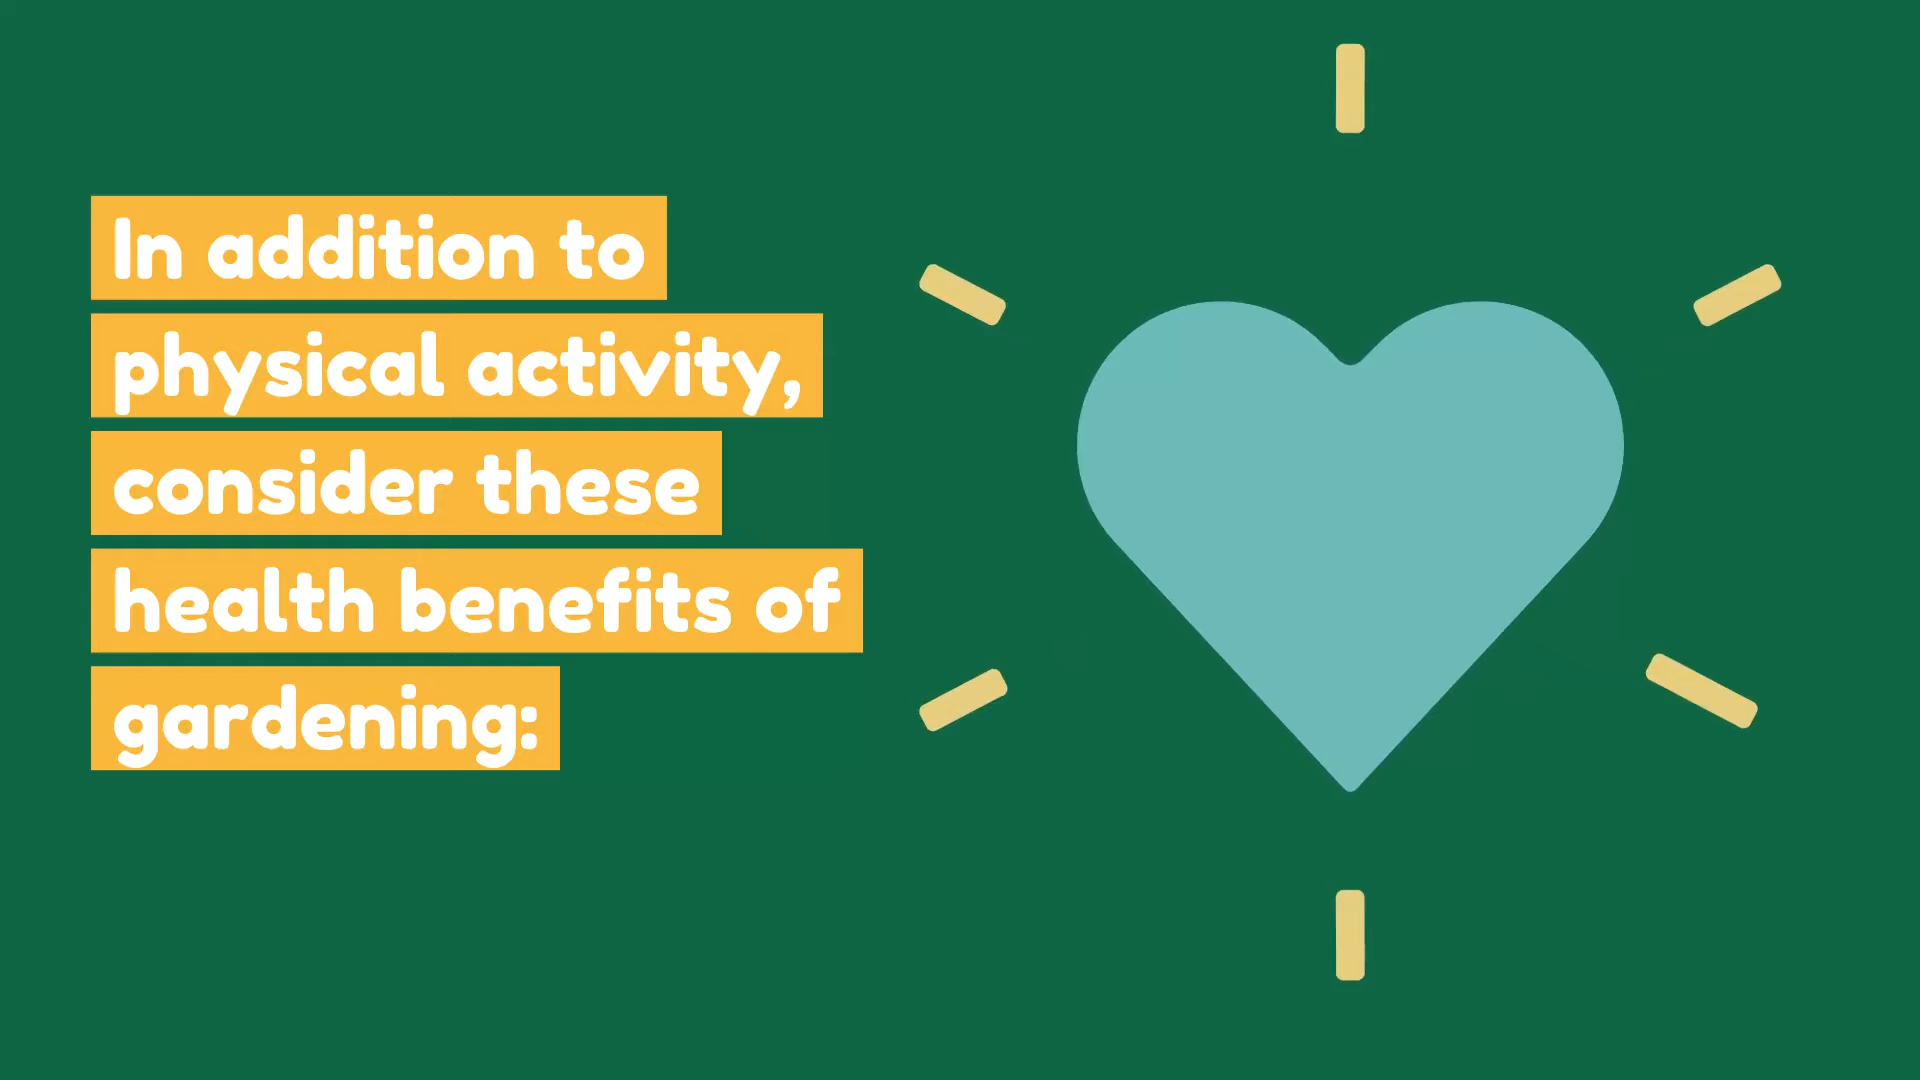 In addition to
physical activity,
consider these
health benefits of
gardening: